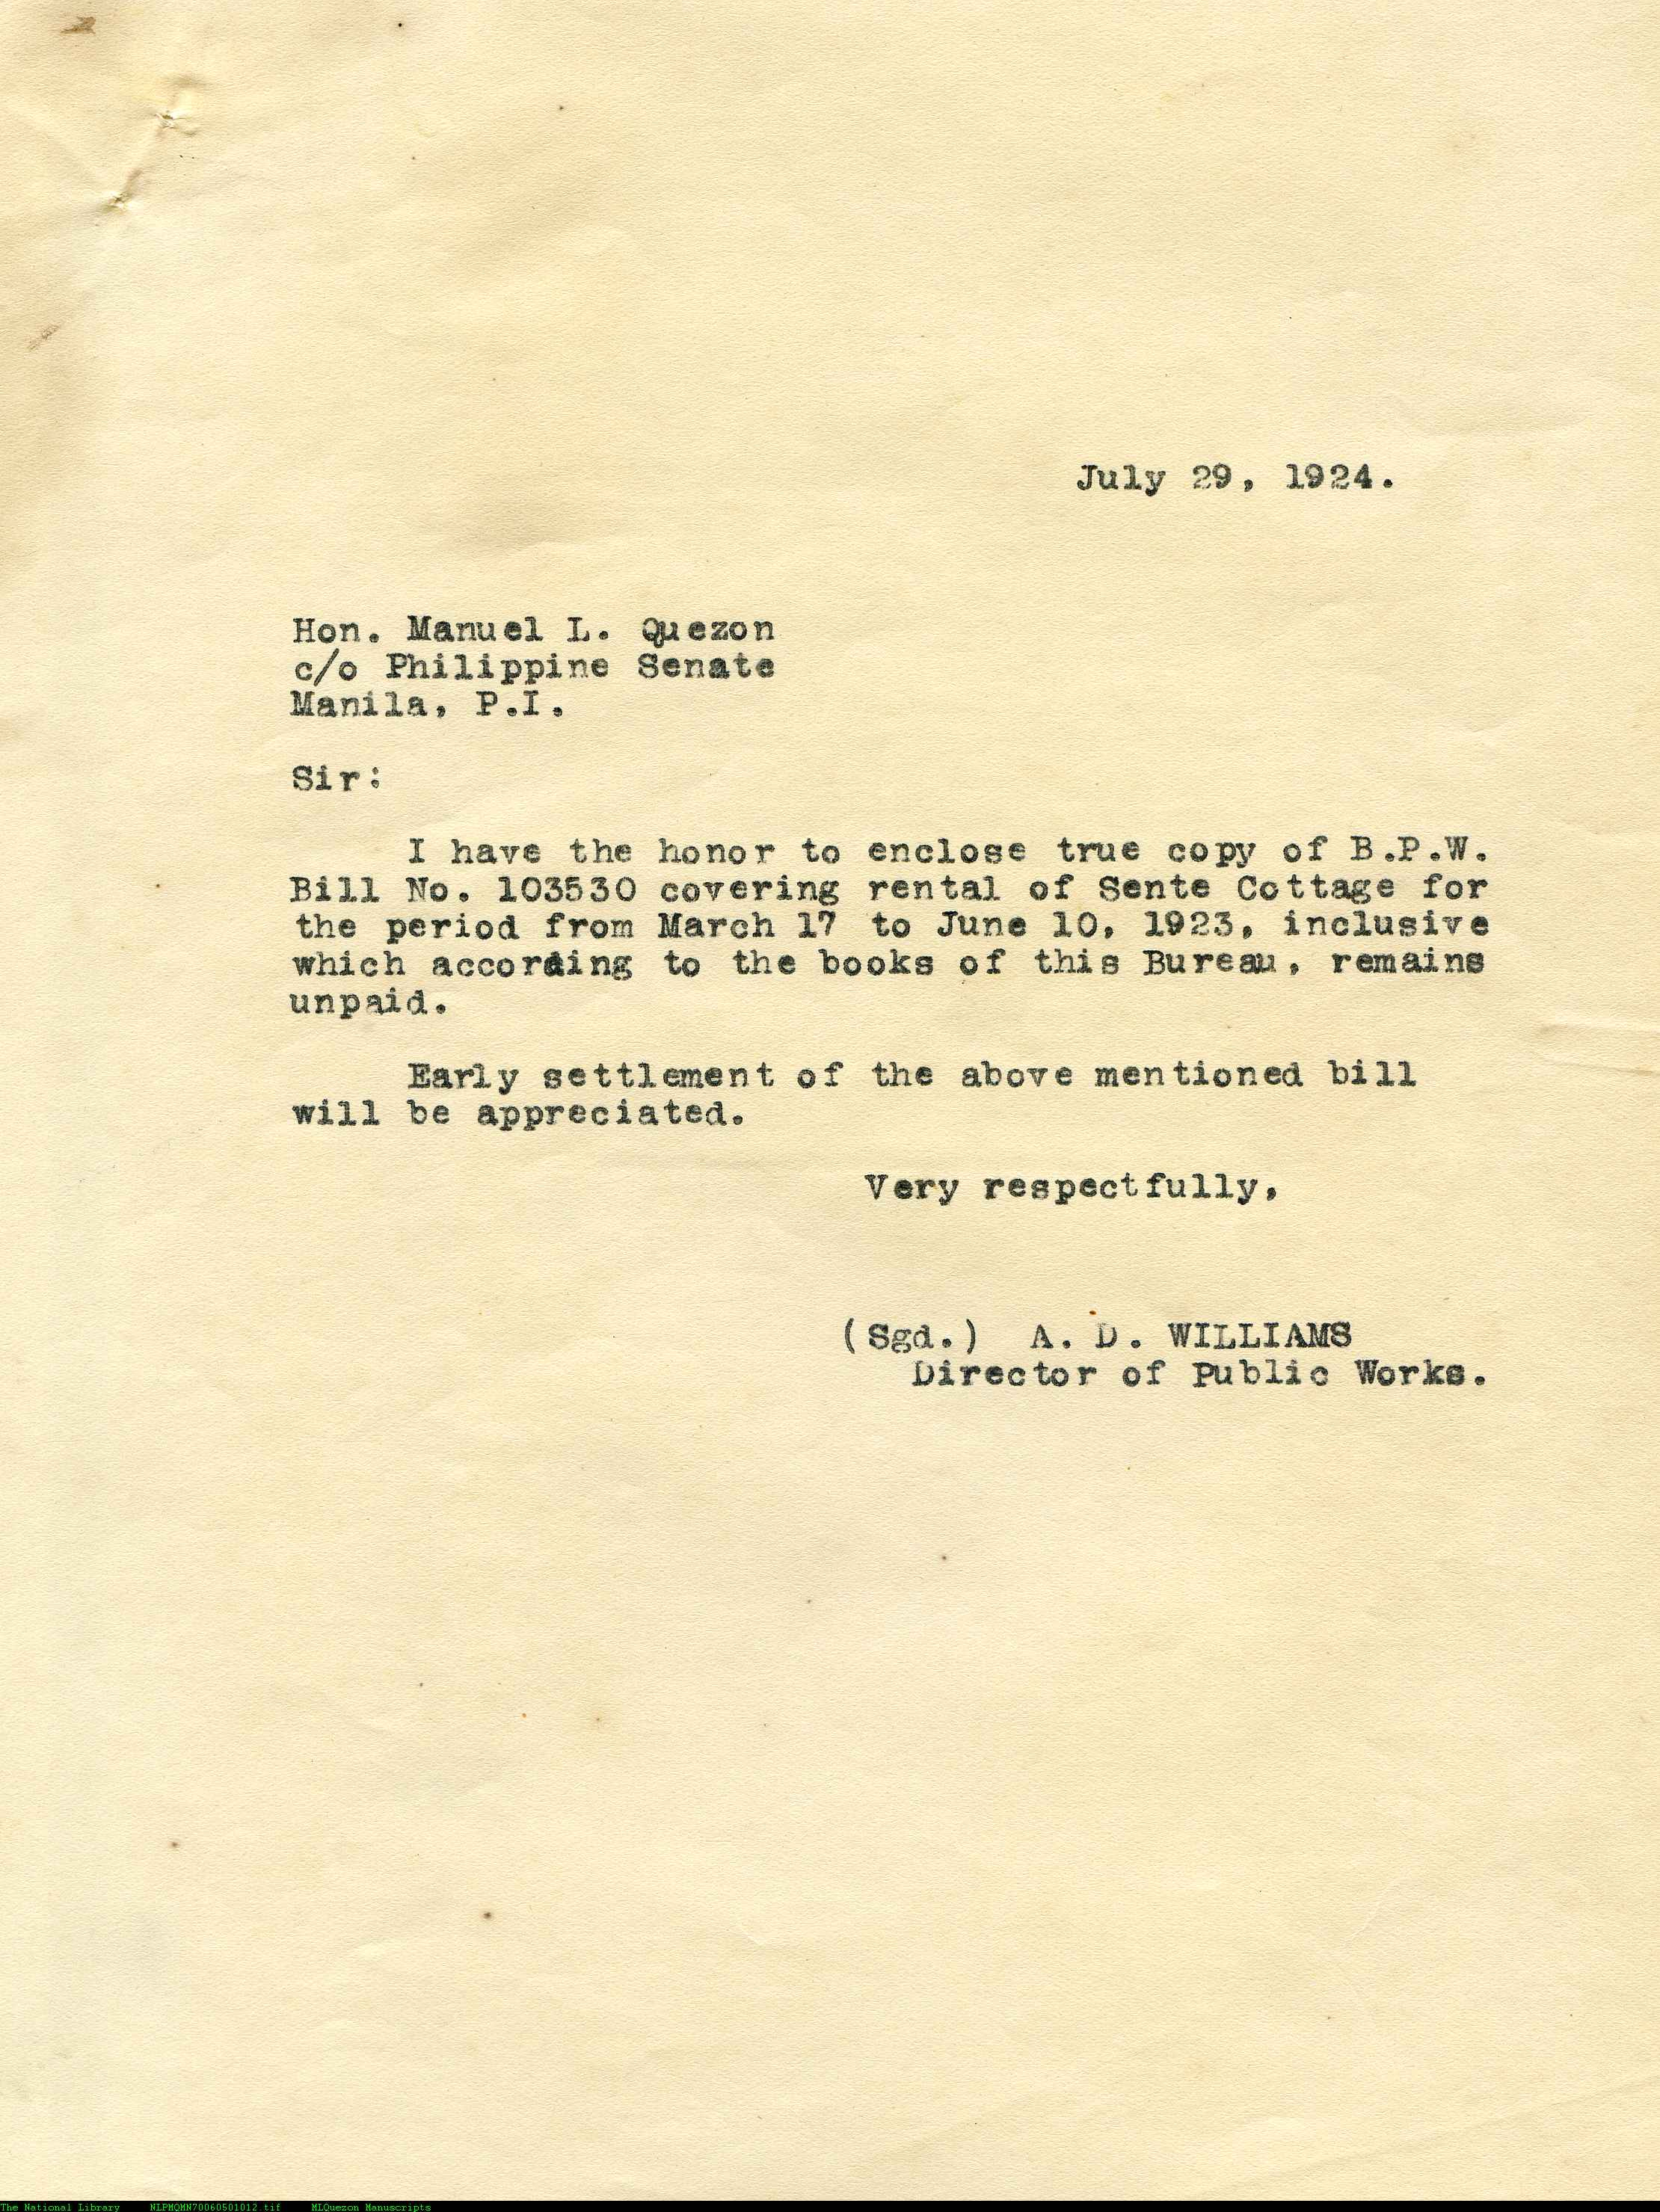 July 29, 1924.
Hon. Manuel L. Quezon
c/o Philippine Senate
Manila, P.I.
Sir:
I have the honor to enclose true copy of B.P.W.
Bill No. 103530 covering rental of Sente Cottage for
the period from March 17 to June 10, 1923, inclusive
which according to the books of this Bureau, remains
unpaid.
Early settlement of the above mentioned bill
will be appreciated.
Very respectfully,
(Sgd.) A. D. WILLIAMS
Director of Public Works.
The National Library NLPMQMN70060501012.tif MLQuezon Manuscripts